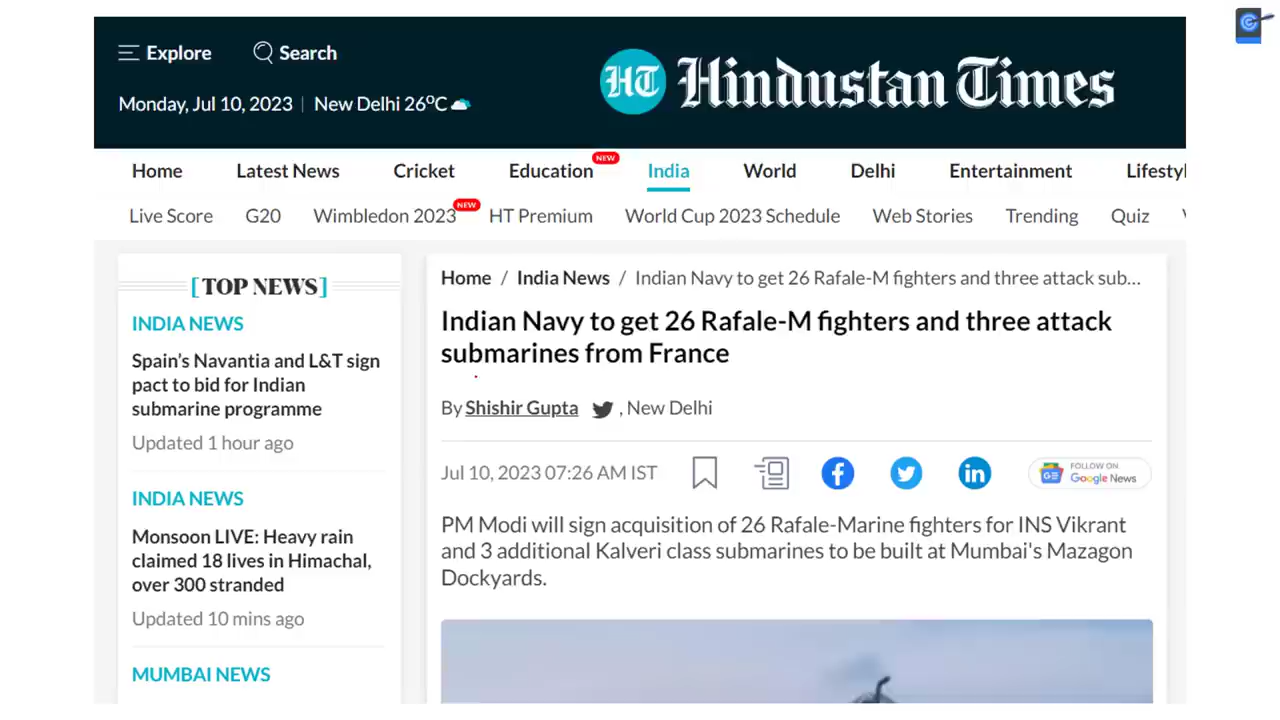 Explore
Search
HT
Hindustan Times
Monday, Jul 10, 2023 | New Delhi 26°C
Home
Latest News
Cricket
Education
NEW
India
World
Delhi
Entertainment
Lifesty
Live Score
G20
Wimbledon 2023
NEW
HT Premium
World Cup 2023 Schedule
Web Stories
Trending
Quiz
[TOP NEWS]
INDIA NEWS
Spain's Navantia and L&T sign
pact to bid for Indian
submarine programme
Updated 1 hour ago
INDIA NEWS
Monsoon LIVE: Heavy rain
claimed 18 lives in Himachal,
over 300 stranded
Updated 10 mins ago
MUMBAI NEWS
Home / India News / Indian Navy to get 26 Rafale-M fighters and three attack sub...
Indian Navy to get 26 Rafale-M fighters and three attack
submarines from France
By Shishir Gupta , New Delhi
Jul 10, 2023 07:26 AM IST
FOLLOW ON
Google News
PM Modi will sign acquisition of 26 Rafale-Marine fighters for INS Vikrant
and 3 additional Kalveri class submarines to be built at Mumbai's Mazagon
Dockyards.